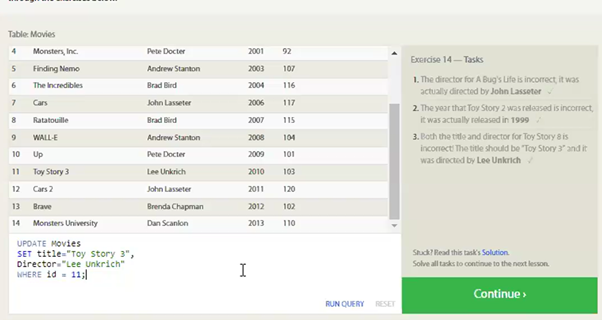 Table: Movies
4 Monsters, Inc. Pete Docter 2001 92
5 Finding Nemo Andrew Stanton 2003 107
6 The Incredibles Brad Bird 2004 116
7 Cars John Lasseter 2006 117
8 Ratatouille Brad Bird 2007 115
9 WALL-E Andrew Stanton 2008 104
10 Up Pete Docter 2009 101
11 Toy Story 3 Lee Unkrich 2010 103
12 Cars 2 John Lasseter 2011 120
13 Brave Brenda Chapman 2012 102
14 Monsters University Dan Scanlon 2013 110
UPDATE Movies
SET title="Toy Story 3",
Director="Lee Unkrich"
WHERE id = 11;
RUN QUERY RESET
Exercise 14 — Tasks
1. The director for A Bug's Life is incorrect, it was
actually directed by John Lasseter ✓
2. The year that Toy Story 2 was released is incorrect,
it was actually released in 1999 ✓
3. Both the title and director for Toy Story 8 is
incorrect! The title should be "Toy Story 3" and it
was directed by Lee Unkrich ✓
Stuck? Read this task's Solution.
Solve all tasks to continue to the next lesson.
Continue ›